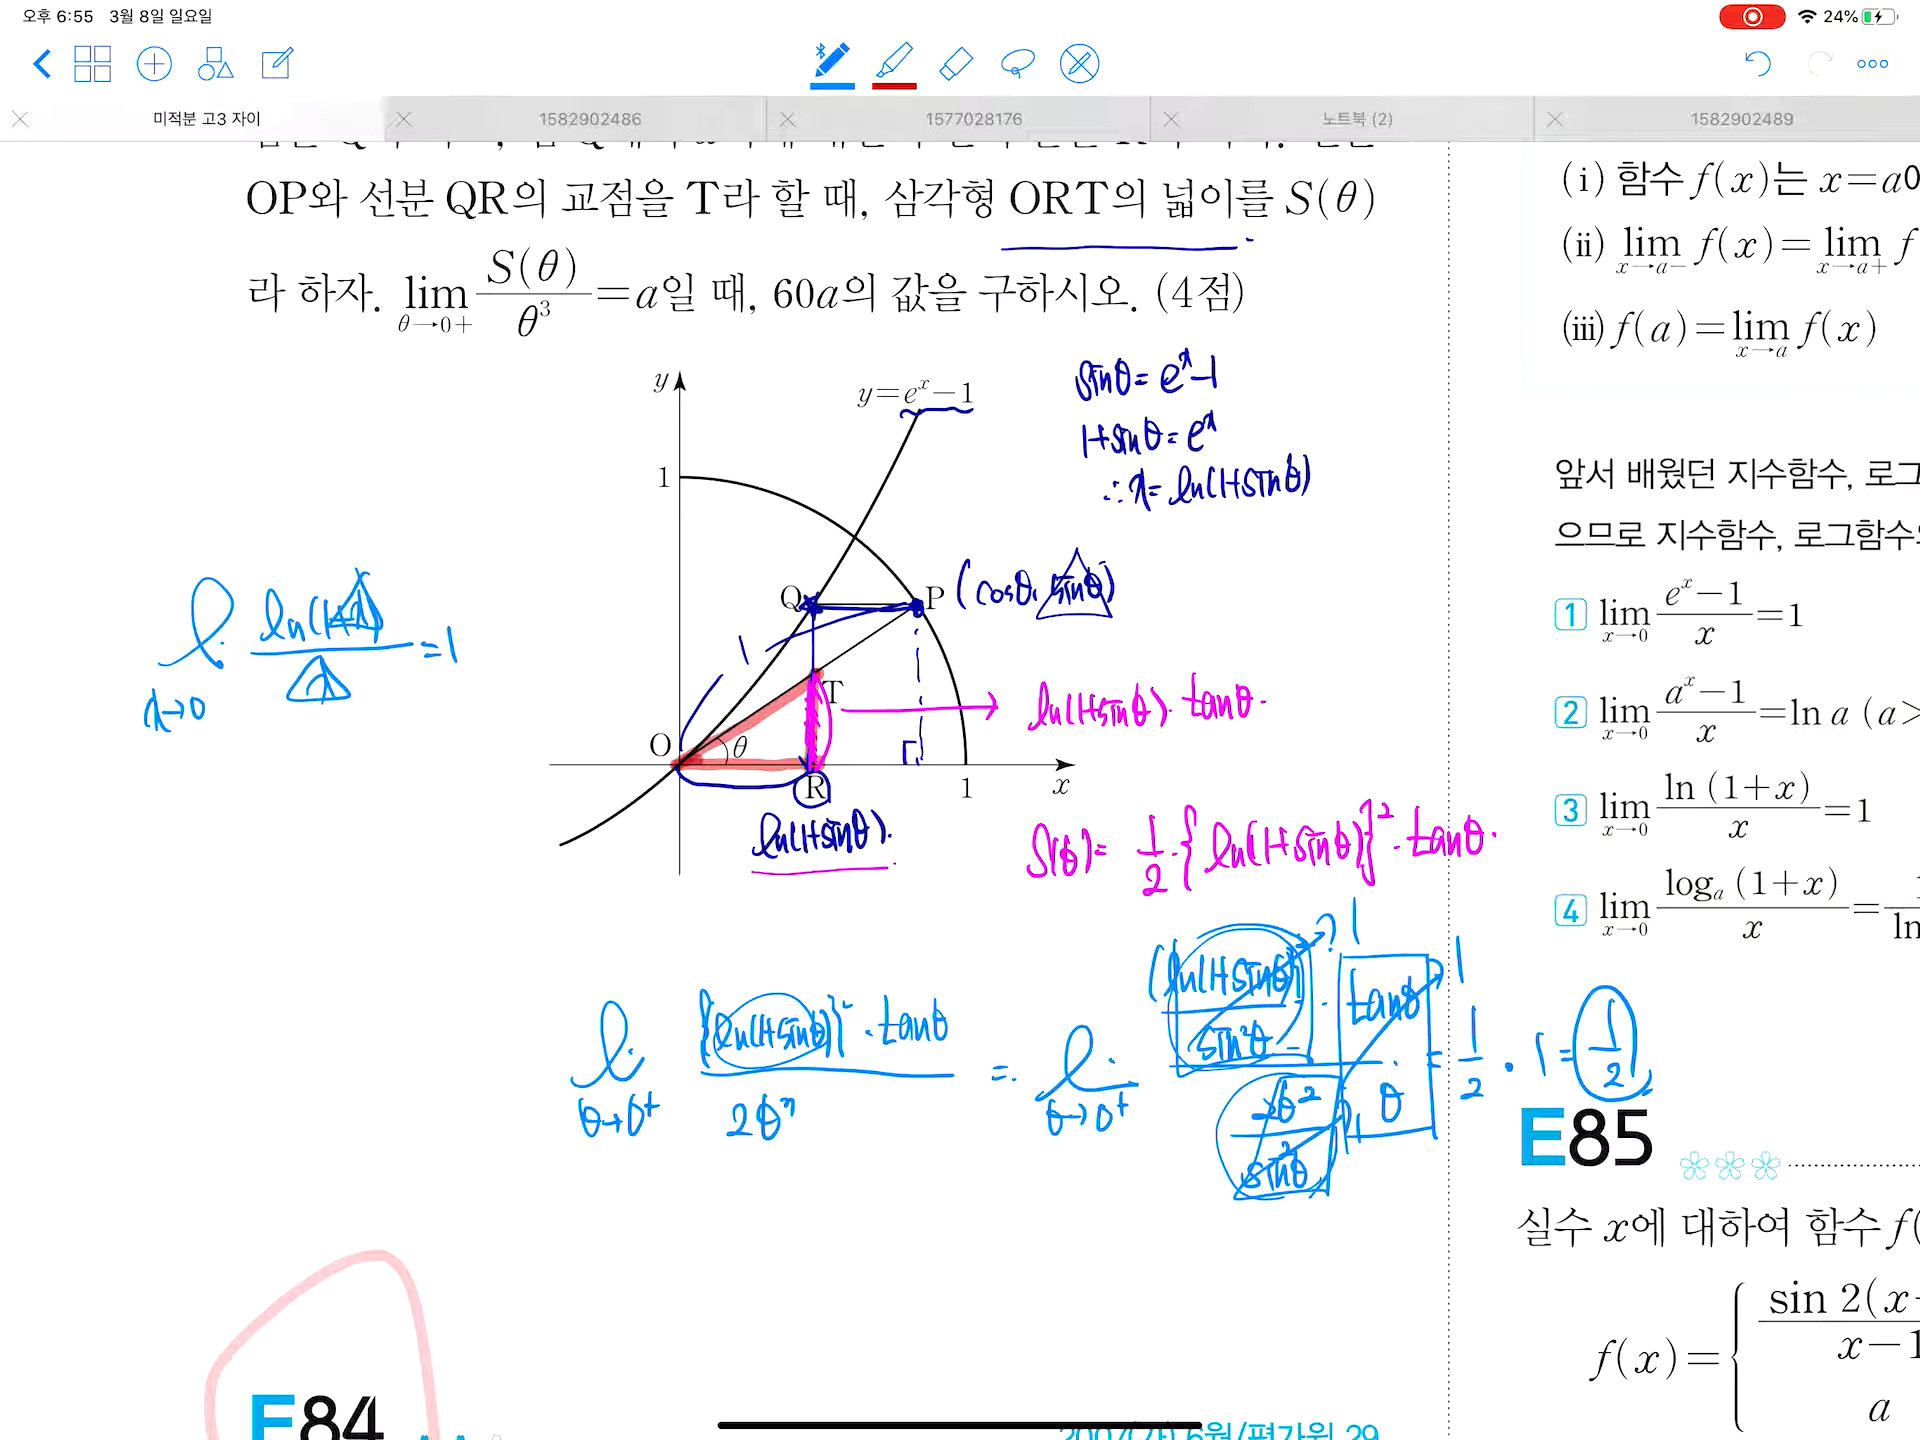 오후 6:55 3월 8일 일요일
24%
미적분 고3 자이
1582902486
1577028176
노트북 (2)
1582902489
OP와 선분 QR의 교점을 T라 할 때, 삼각형 ORT의 넓이를 S(θ)
라 하자. lim θ→0+ S(θ)/θ³ = a일 때, 60a의 값을 구하시오. (4점)
y
y=eˣ−1
1
Q
P
T
O
θ
R
1
x
sinθ = eˣ-1
1+sinθ = eˣ
∴ x = ln(1+sinθ)
(cosθ, sinθ)
1
l x→0 ln(1+x)/x = 1
ln(1+sinθ) · tanθ.
ln(1+sinθ).
S(θ) = 1/2 · {ln(1+sinθ)}² · tanθ.
= 1/2 · 1 = 1/2
(i) 함수 f(x)는 x=a
(ii) lim x→a− f(x) = lim x→a+ f
(iii) f(a) = lim x→a f(x)
앞서 배웠던 지수함수, 로그
으므로 지수함수, 로그함수
1 lim x→0 (eˣ−1)/x = 1
2 lim x→0 (aˣ−1)/x = ln a (a>
3 lim x→0 ln (1+x)/x = 1
4 lim x→0 logₐ (1+x)/x =
ln
E85
실수 x에 대하여 함수 f(
f(x) = { sin 2(x-
x−1
a
E84